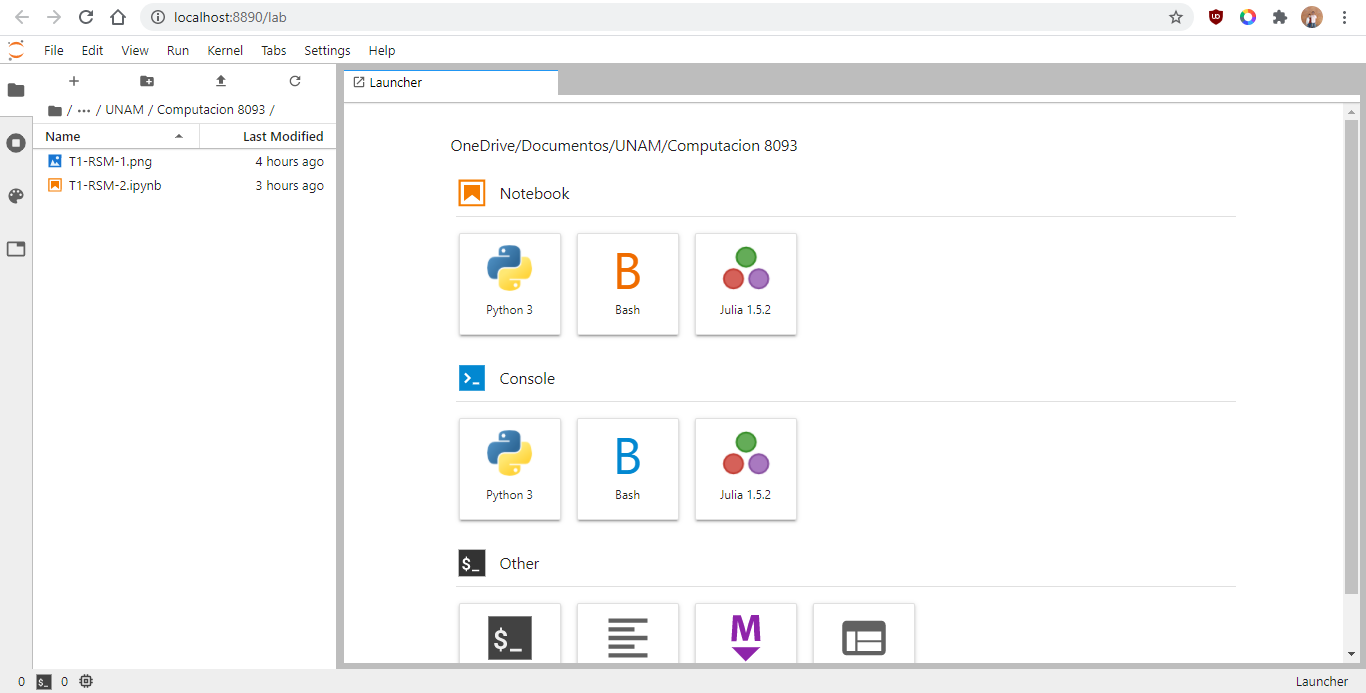 localhost:8890/lab
File Edit View Run Kernel Tabs Settings Help
/ ··· / UNAM / Computacion 8093 /
Name Last Modified
T1-RSM-1.png 4 hours ago
T1-RSM-2.ipynb 3 hours ago
Launcher
OneDrive/Documentos/UNAM/Computacion 8093
Notebook
B
Python 3 Bash Julia 1.5.2
Console
B
Python 3 Bash Julia 1.5.2
$_ Other
$_ M
0 $_ 0 Launcher